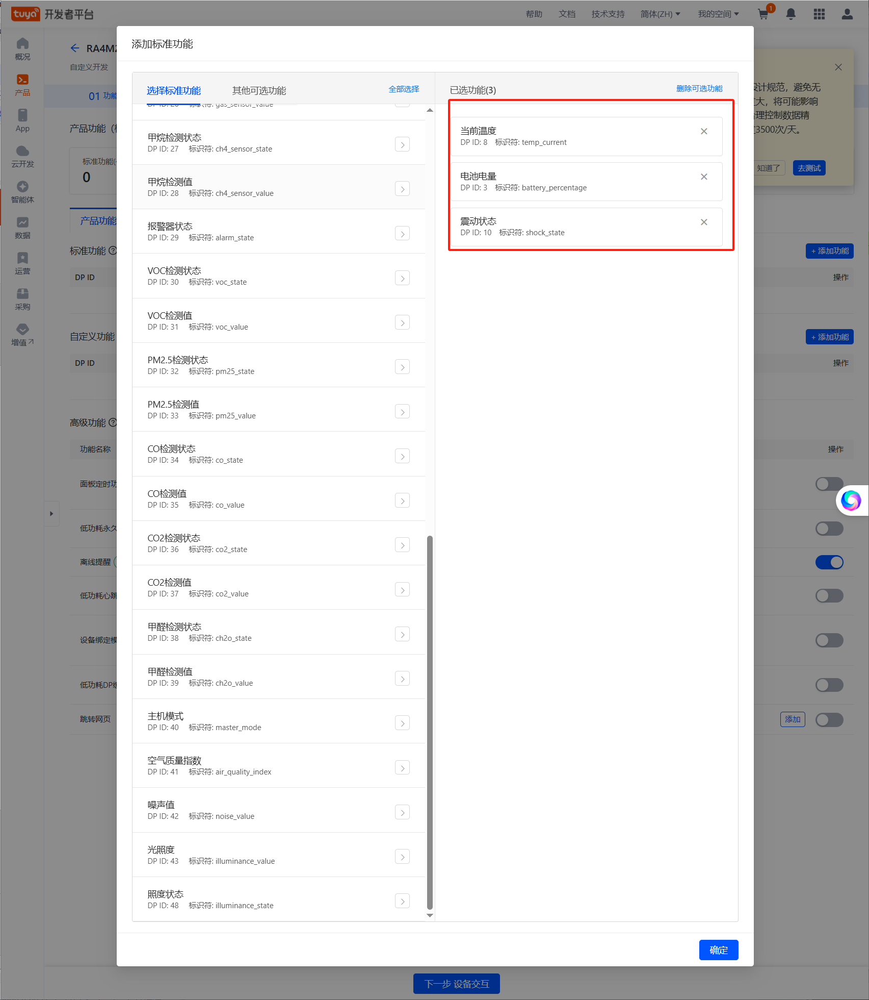 tuya 开发者平台
帮助 文档 技术支持 简体(ZH) 我的空间 1
概况
产品
App
云开发
智能体
数据
运营
采购
增值
RA4M2
自定义开发
01 功能
产品功能
标准功能
0
产品功能
标准功能
DP ID
自定义功能
DP ID
高级功能
功能名称
面板定时功
低功耗永久
离线提醒
低功耗心跳
设备绑定模
低功耗DP
跳转网页
添加标准功能
选择标准功能 其他可选功能 全部选择
标识符: gas_sensor_value
甲烷检测状态
DP ID: 27 标识符: ch4_sensor_state
甲烷检测值
DP ID: 28 标识符: ch4_sensor_value
报警器状态
DP ID: 29 标识符: alarm_state
VOC检测状态
DP ID: 30 标识符: voc_state
VOC检测值
DP ID: 31 标识符: voc_value
PM2.5检测状态
DP ID: 32 标识符: pm25_state
PM2.5检测值
DP ID: 33 标识符: pm25_value
CO检测状态
DP ID: 34 标识符: co_state
CO检测值
DP ID: 35 标识符: co_value
CO2检测状态
DP ID: 36 标识符: co2_state
CO2检测值
DP ID: 37 标识符: co2_value
甲醛检测状态
DP ID: 38 标识符: ch2o_state
甲醛检测值
DP ID: 39 标识符: ch2o_value
主机模式
DP ID: 40 标识符: master_mode
空气质量指数
DP ID: 41 标识符: air_quality_index
噪声值
DP ID: 42 标识符: noise_value
光照度
DP ID: 43 标识符: illuminance_value
照度状态
DP ID: 48 标识符: illuminance_state
已选功能(3) 删除可选功能
当前温度
DP ID: 8 标识符: temp_current
电池电量
DP ID: 3 标识符: battery_percentage
震动状态
DP ID: 10 标识符: shock_state
确定
设计规范，避免无
大，将可能影响
理控制数据精
3500次/天。
知道了 去测试
+ 添加功能
操作
+ 添加功能
操作
操作
添加
下一步 设备交互